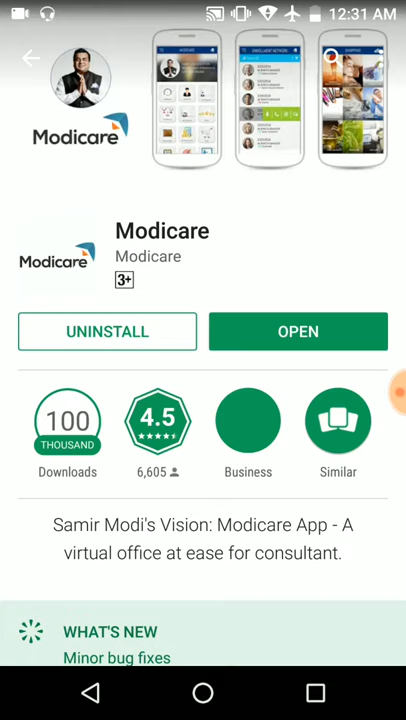 12:31 AM
Modicare
Modicare
Modicare
Modicare
3+
UNINSTALL
OPEN
100
THOUSAND
4.5
Downloads
6,605
Business
Similar
Samir Modi's Vision: Modicare App - A
virtual office at ease for consultant.
WHAT'S NEW
Minor bug fixes